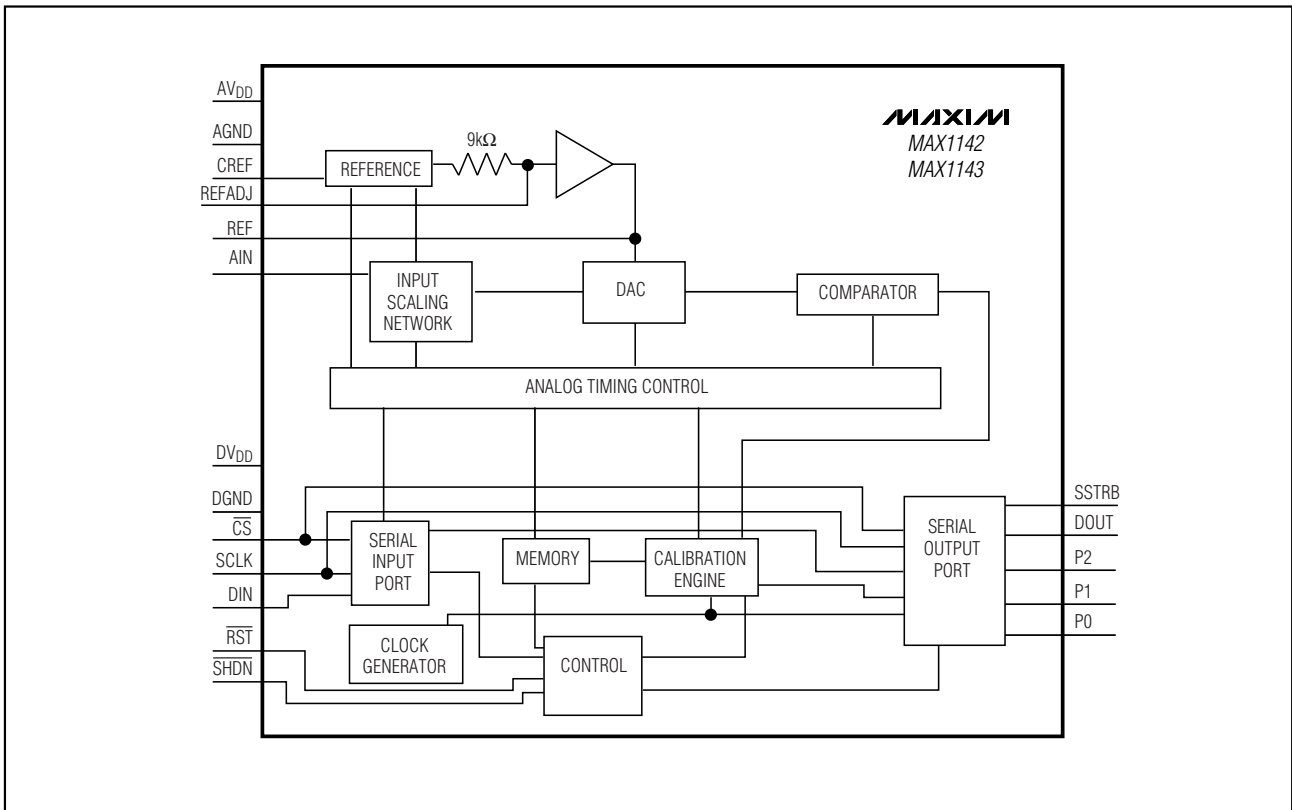 AVDD
AGND
CREF
REFADJ
REF
AIN
REFERENCE
9kΩ
MAXIM
MAX1142
MAX1143
INPUT
SCALING
NETWORK
DAC
COMPARATOR
ANALOG TIMING CONTROL
DVDD
DGND
CS
SCLK
DIN
RST
SHDN
SERIAL
INPUT
PORT
MEMORY
CALIBRATION
ENGINE
CLOCK
GENERATOR
CONTROL
SERIAL
OUTPUT
PORT
SSTRB
DOUT
P2
P1
P0